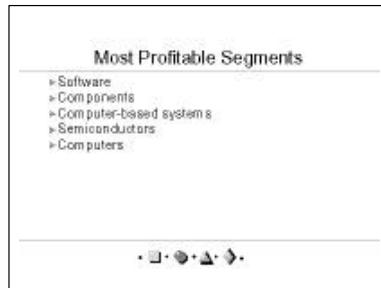 Most Profitable Segments
Software
Components
Computer-based systems
Semiconductors
Computers